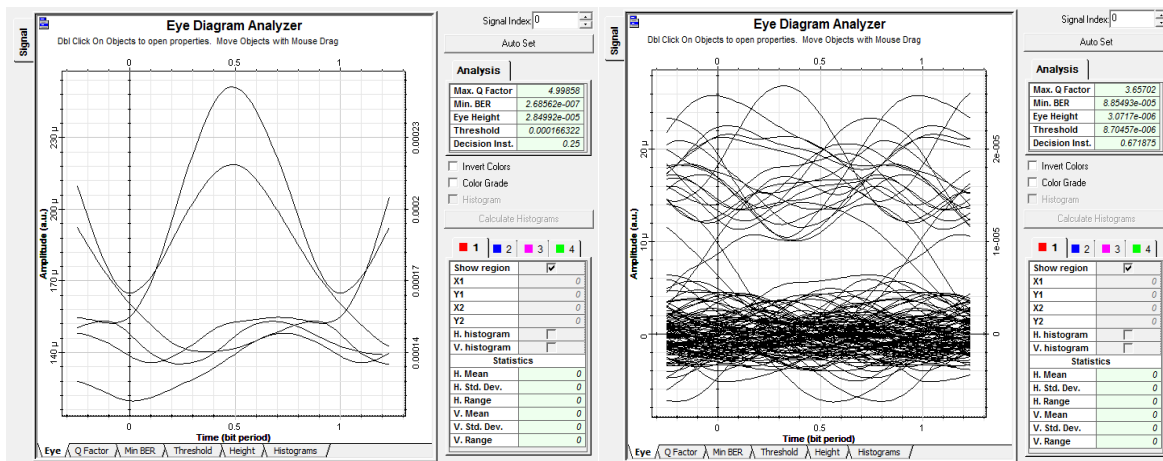 Signal
Eye Diagram Analyzer
Dbl Click On Objects to open properties. Move Objects with Mouse Drag
0 0.5 1
Amplitude (a.u.)
230 µ
200 µ
170 µ
140 µ
0.00023
0.0002
0.00017
0.00014
0 0.5 1
Time (bit period)
Eye Q Factor Min BER Threshold Height Histograms
Signal Index: 0
Auto Set
Analysis
Max. Q Factor 4.99858
Min. BER 2.68562e-007
Eye Height 2.84992e-005
Threshold 0.000166322
Decision Inst. 0.25
Invert Colors
Color Grade
Histogram
Calculate Histograms
1 2 3 4
Show region
X1 0
Y1 0
X2 0
Y2 0
H. histogram
V. histogram
Statistics
H. Mean 0
H. Std. Dev. 0
H. Range 0
V. Mean 0
V. Std. Dev. 0
V. Range 0
Signal
Eye Diagram Analyzer
Dbl Click On Objects to open properties. Move Objects with Mouse Drag
0 0.5 1
Amplitude (a.u.)
20 µ
10 µ
0
2e-005
1e-005
0
0 0.5 1
Time (bit period)
Eye Q Factor Min BER Threshold Height Histograms
Signal Index: 0
Auto Set
Analysis
Max. Q Factor 3.65702
Min. BER 8.85493e-005
Eye Height 3.0717e-006
Threshold 8.70457e-006
Decision Inst. 0.671875
Invert Colors
Color Grade
Histogram
Calculate Histograms
1 2 3 4
Show region
X1 0
Y1 0
X2 0
Y2 0
H. histogram
V. histogram
Statistics
H. Mean 0
H. Std. Dev. 0
H. Range 0
V. Mean 0
V. Std. Dev. 0
V. Range 0